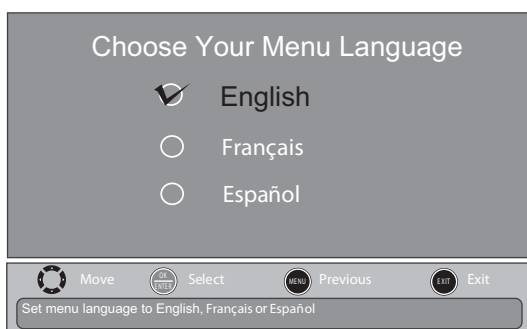 Choose Your Menu Language
English
Français
Español
Move OK ENTER Select MENU Previous EXIT Exit
Set menu language to English, Français or Español